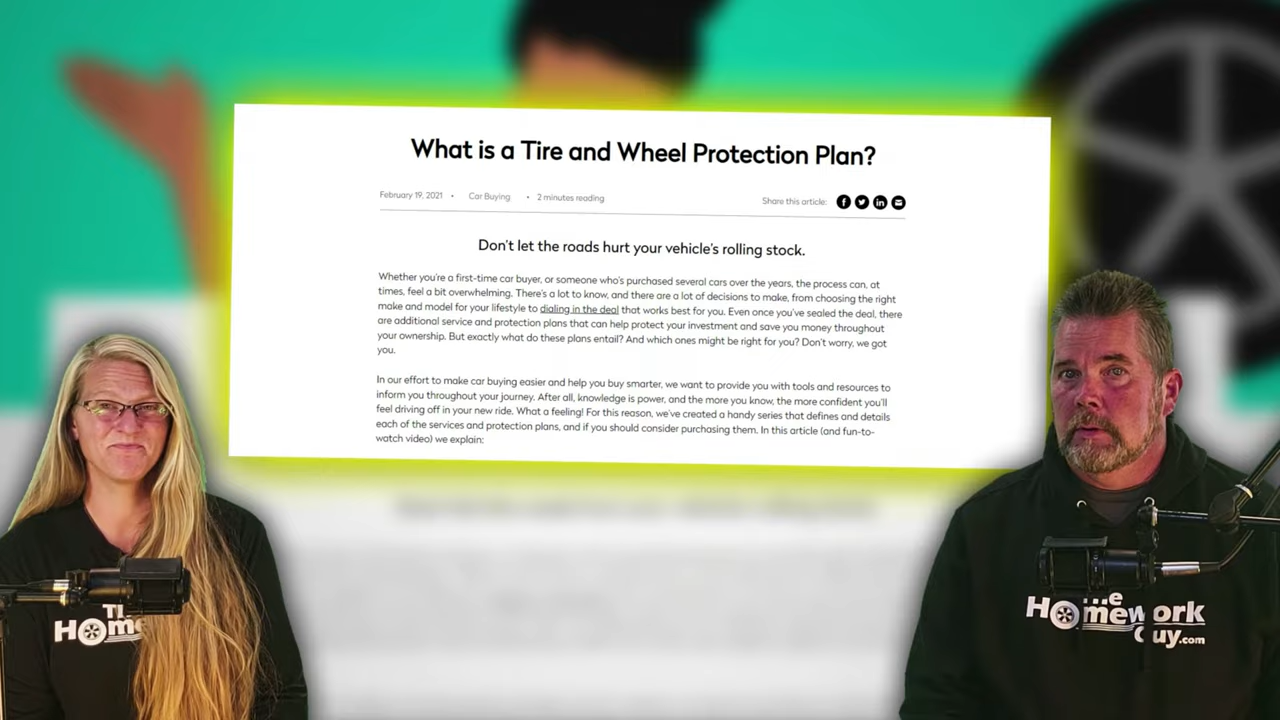 What is a Tire and Wheel Protection Plan?
February 19, 2021 • Car Buying • 2 minutes reading
Share this article:
Don't let the roads hurt your vehicle's rolling stock.
Whether you're a first-time car buyer, or someone who's purchased several cars over the years, the process can, at
times, feel a bit overwhelming. There's a lot to know, and there are a lot of decisions to make, from choosing the right
make and model for your lifestyle to dialing in the deal that works best for you. Even once you've sealed the deal, there
are additional service and protection plans that can help protect your investment and save you money throughout
your ownership. But exactly what do these plans entail? And which ones might be right for you? Don't worry, we got
you.
In our effort to make car buying easier and help you buy smarter, we want to provide you with tools and resources to
inform you throughout your journey. After all, knowledge is power, and the more you know, the more confident you'll
feel driving off in your new ride. What a feeling! For this reason, we've created a handy series that defines and details
each of the services and protection plans, and if you should consider purchasing them. In this article (and fun-to-
watch video) we explain:
The
Homework
Guy.com